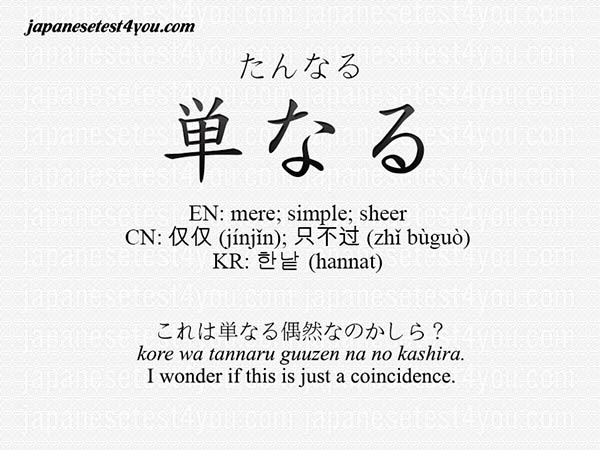 japanesetest4you.com
たんなる
単なる
EN: mere; simple; sheer
CN: 仅仅 (jínjǐn); 只不过 (zhǐ bùguò)
KR: 한낱 (hannat)
これは単なる偶然なのかしら？
kore wa tannaru guuzen na no kashira.
I wonder if this is just a coincidence.